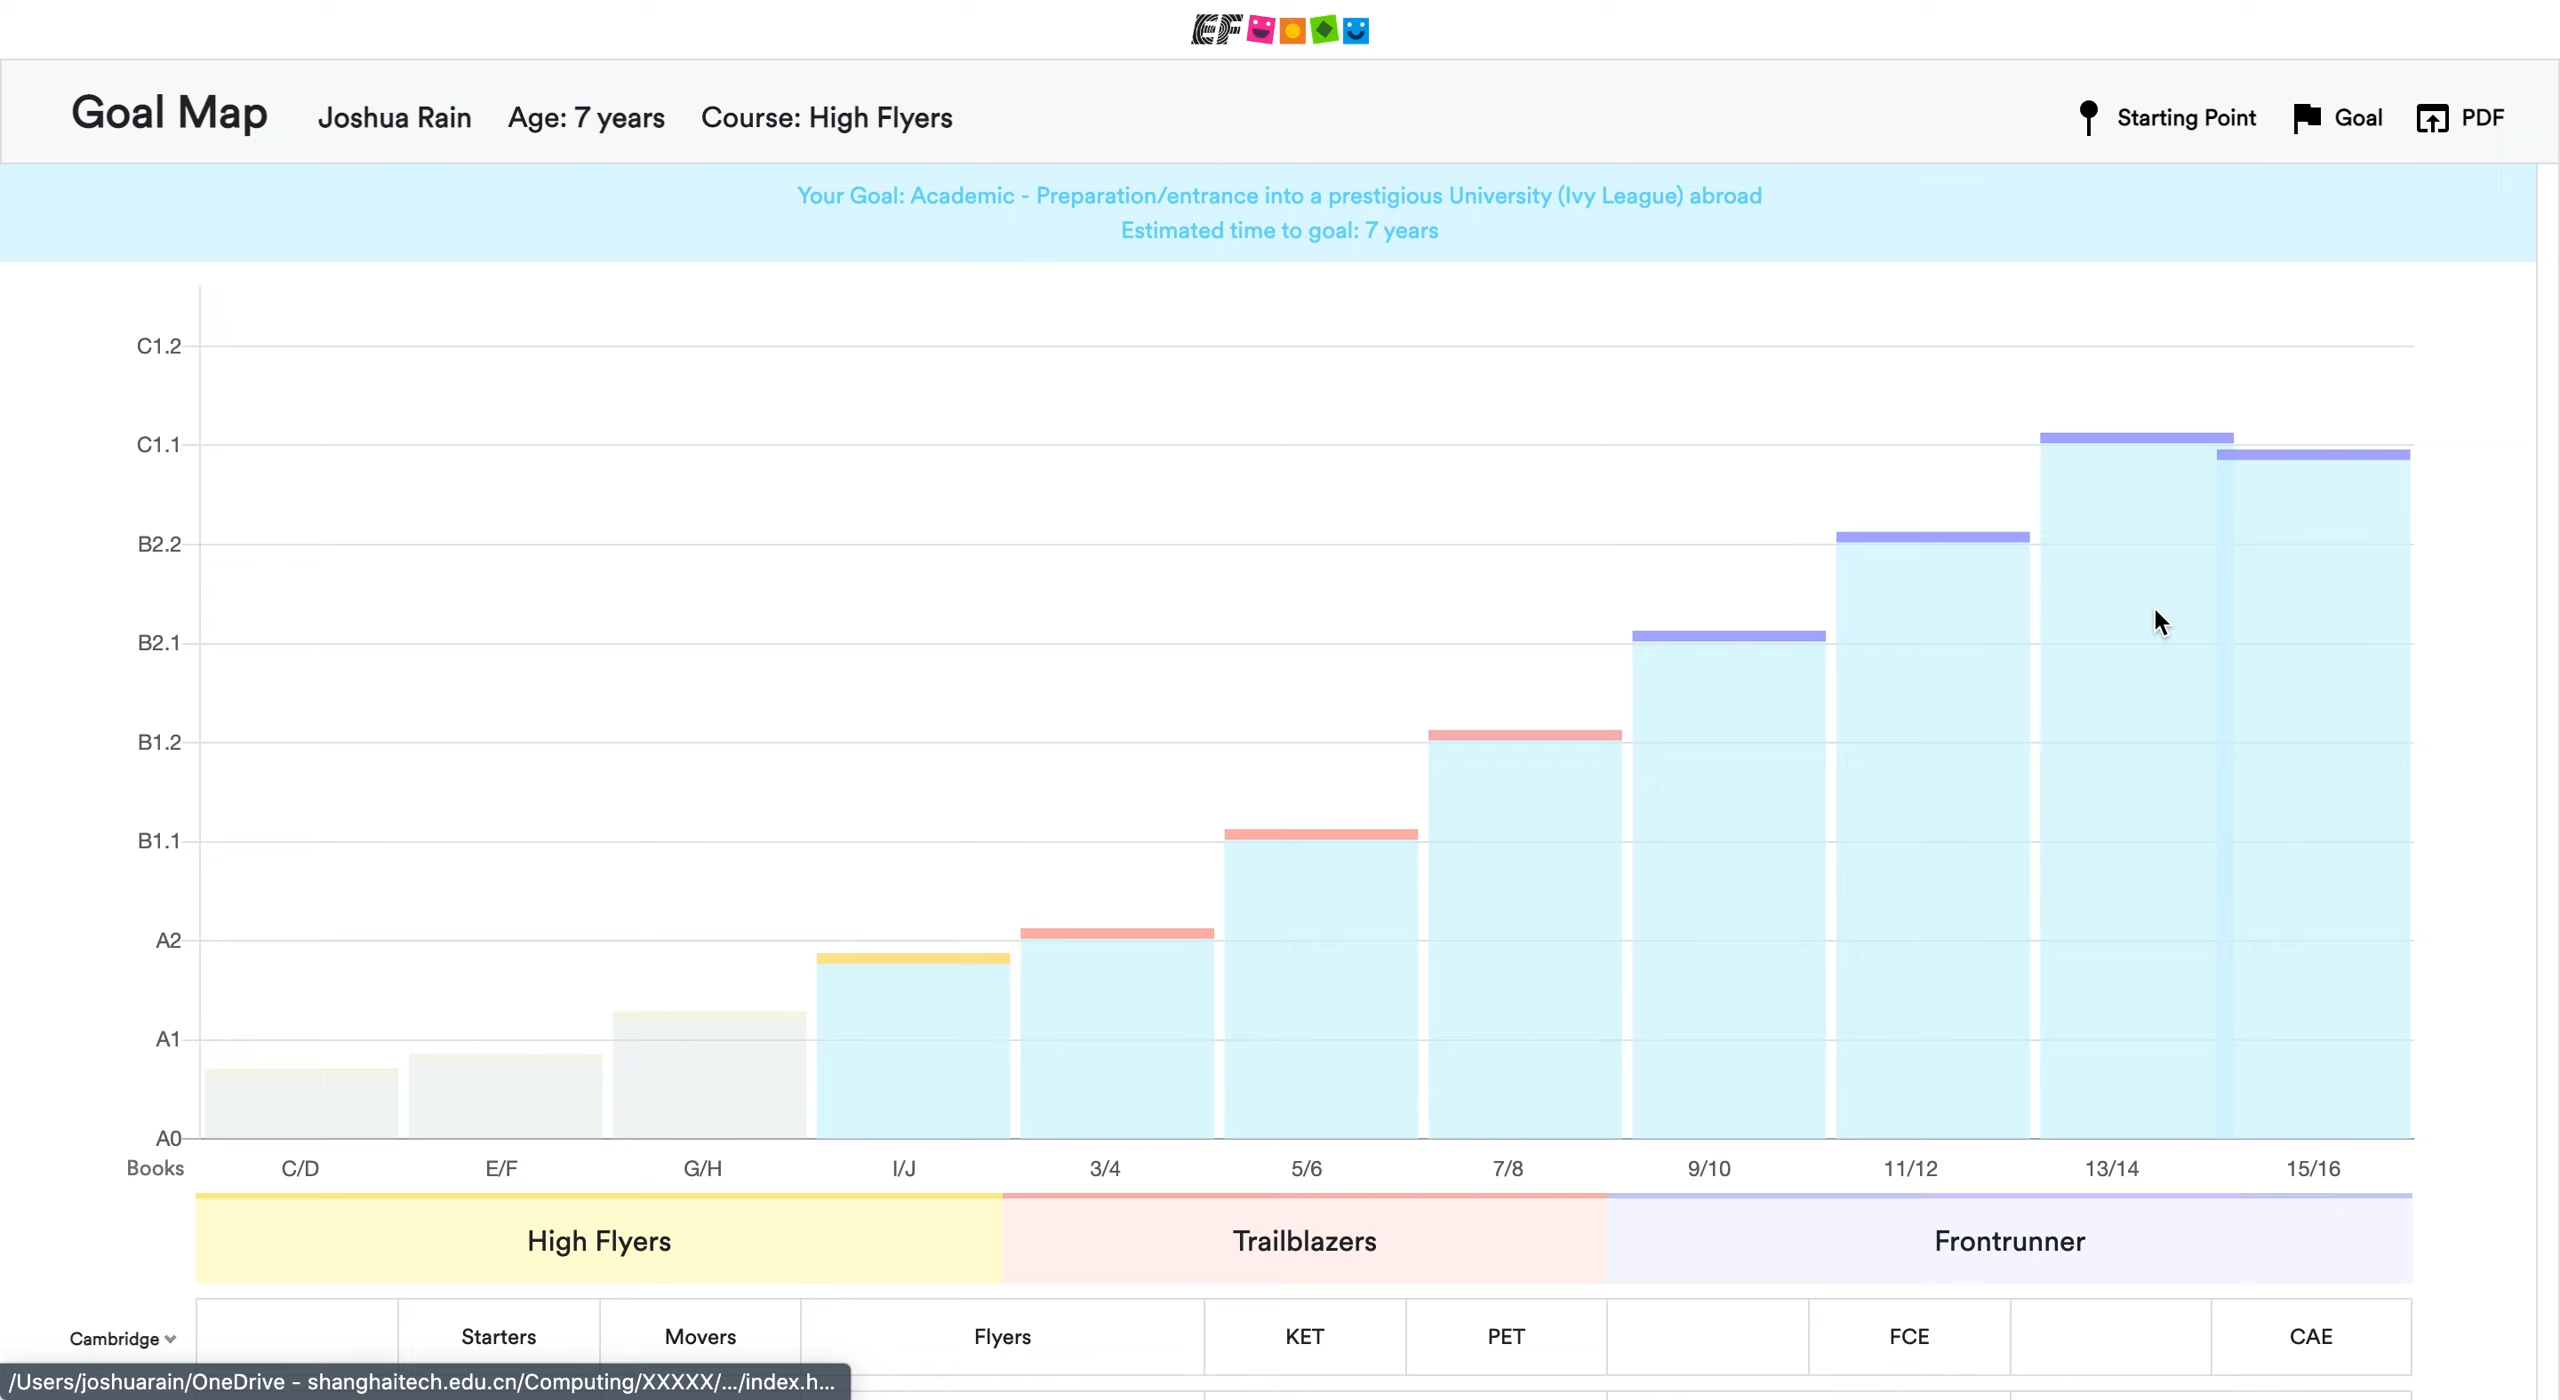 EF
Goal Map Joshua Rain Age: 7 years Course: High Flyers Starting Point Goal PDF
Your Goal: Academic - Preparation/entrance into a prestigious University (Ivy League) abroad
Estimated time to goal: 7 years
C1.2
C1.1
B2.2
B2.1
B1.2
B1.1
A2
A1
A0
Books C/D E/F G/H I/J 3/4 5/6 7/8 9/10 11/12 13/14 15/16
High Flyers Trailblazers Frontrunner
Cambridge Starters Movers Flyers KET PET FCE CAE
/Users/joshuarain/OneDrive - shanghaitech.edu.cn/Computing/XXXXX/.../index.h...